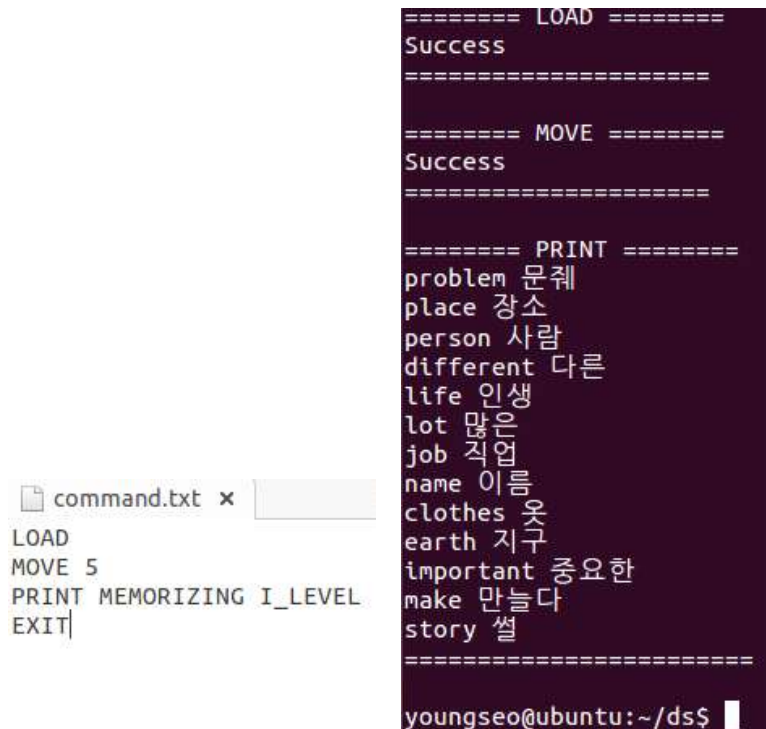 command.txt ×
LOAD
MOVE 5
PRINT MEMORIZING I_LEVEL
EXIT
======== LOAD ========
Success
=====================

======== MOVE ========
Success
=====================

======== PRINT ========
problem 문줴
place 장소
person 사람
different 다른
life 인생
lot 많은
job 직업
name 이름
clothes 옷
earth 지구
important 중요한
make 만들다
story 썰
========================

youngseo@ubuntu:~/ds$